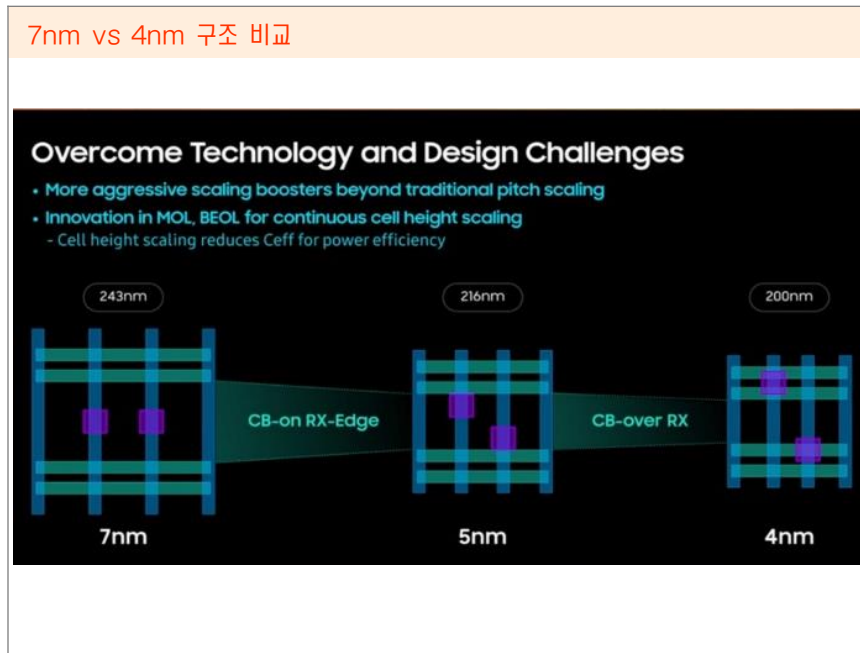 7nm vs 4nm 구조 비교
Overcome Technology and Design Challenges
• More aggressive scaling boosters beyond traditional pitch scaling
• Innovation in MOL, BEOL for continuous cell height scaling
- Cell height scaling reduces Ceff for power efficiency
243nm 216nm 200nm
CB-on RX-Edge CB-over RX
7nm 5nm 4nm